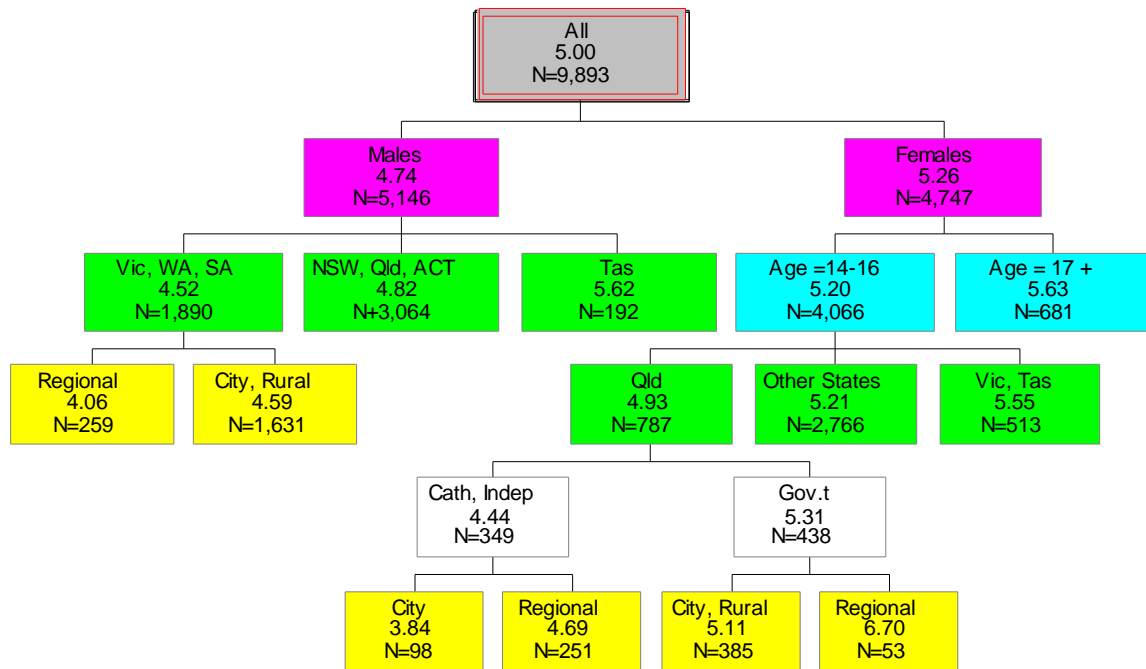 All
5.00
N=9,893
Males
4.74
N=5,146
Females
5.26
N=4,747
Vic, WA, SA
4.52
N=1,890
NSW, Qld, ACT
4.82
N+3,064
Tas
5.62
N=192
Age =14-16
5.20
N=4,066
Age = 17 +
5.63
N=681
Regional
4.06
N=259
City, Rural
4.59
N=1,631
Qld
4.93
N=787
Other States
5.21
N=2,766
Vic, Tas
5.55
N=513
Cath, Indep
4.44
N=349
Gov.t
5.31
N=438
City
3.84
N=98
Regional
4.69
N=251
City, Rural
5.11
N=385
Regional
6.70
N=53